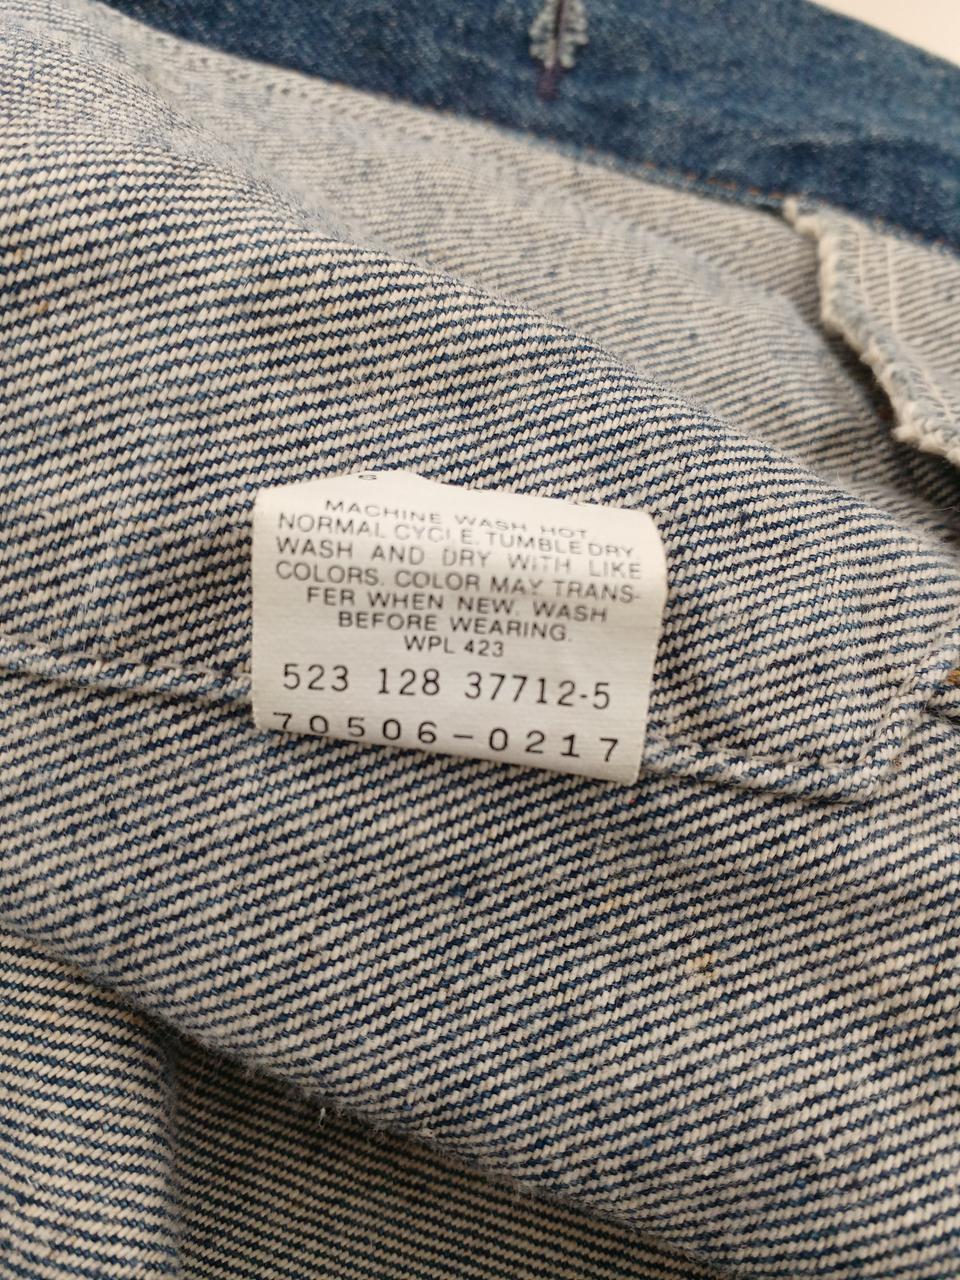 MACHINE WASH HOT
NORMAL CYCLE. TUMBLE DRY.
WASH AND DRY WITH LIKE
COLORS. COLOR MAY TRANS-
FER WHEN NEW. WASH
BEFORE WEARING.
WPL 423
523 128 37712-5
70506-0217